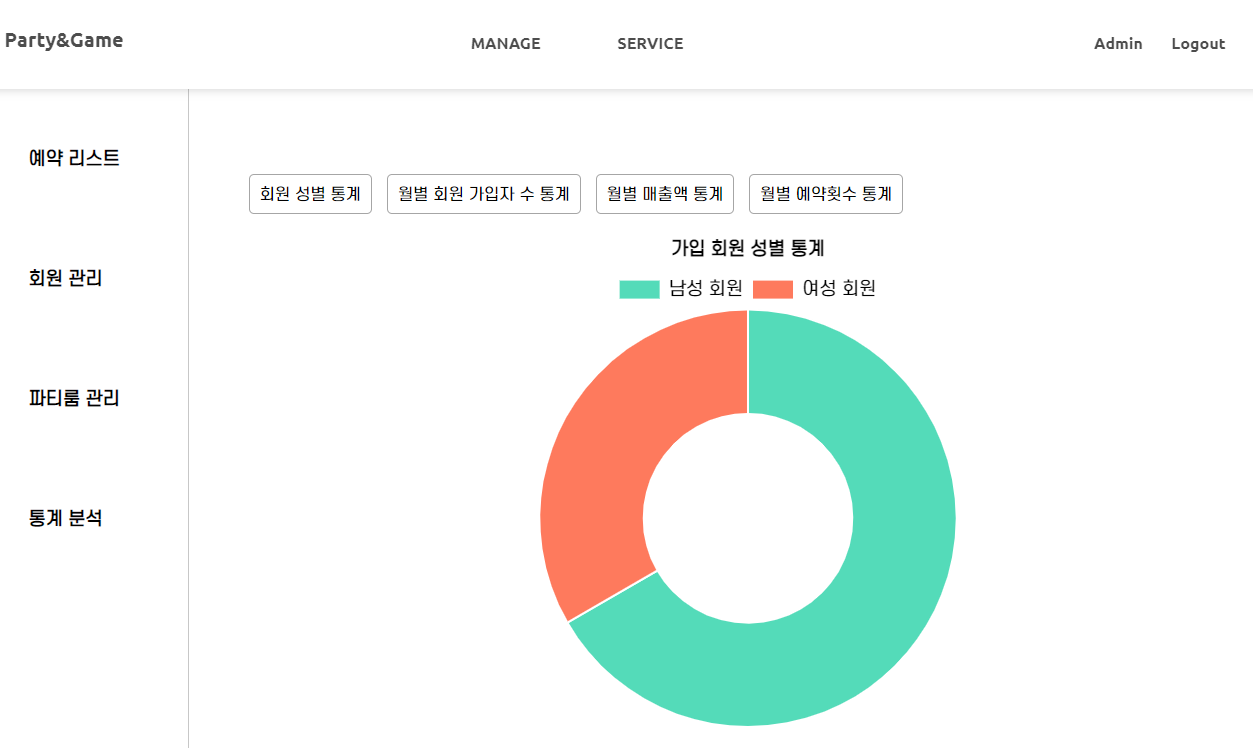 Party&Game
MANAGE SERVICE
Admin Logout
예약 리스트
회원 관리
파티룸 관리
통계 분석
회원 성별 통계 월별 회원 가입자 수 통계 월별 매출액 통계 월별 예약횟수 통계
가입 회원 성별 통계
남성 회원 여성 회원